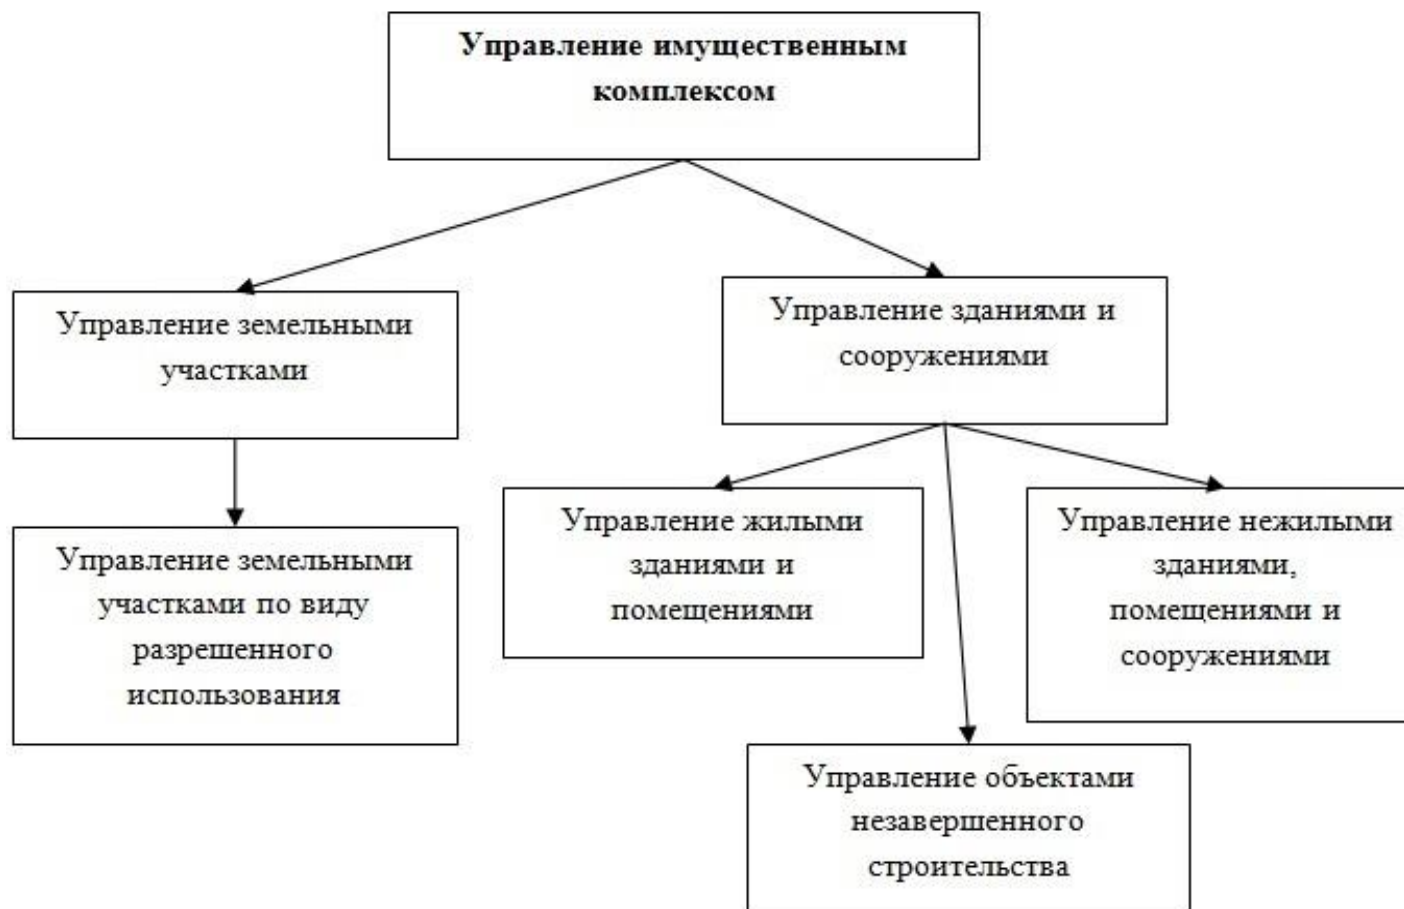 Управление имущественным
комплексом
Управление земельными
участками
Управление зданиями и
сооружениями
Управление земельными
участками по виду
разрешенного
использования
Управление жилыми
зданиями и
помещениями
Управление нежилыми
зданиями,
помещениями и
сооружениями
Управление объектами
незавершенного
строительства